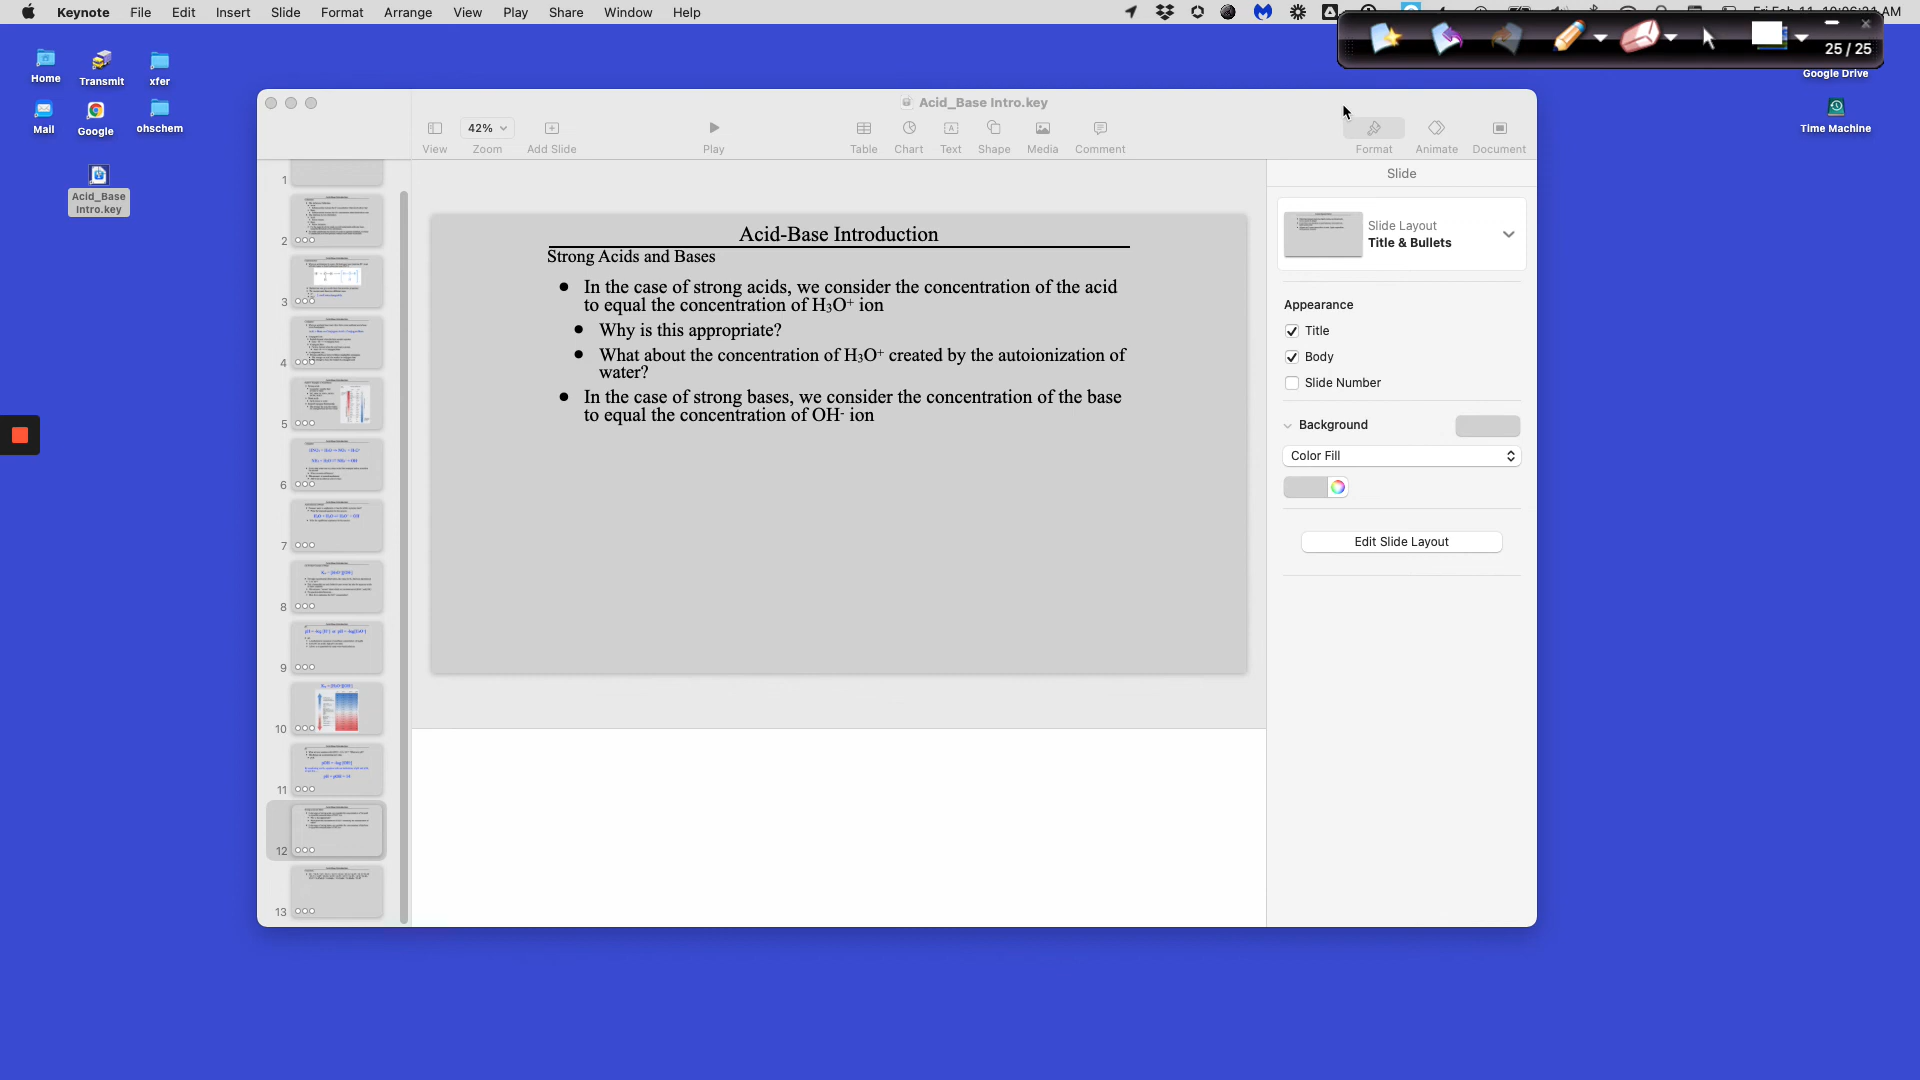 Keynote File Edit Insert Slide Format Arrange View Play Share Window Help
25 / 25
Home
Transmit
xfer
Mail
Google
ohschem
Acid_Base
Intro.key
Google Drive
Time Machine
Acid_Base Intro.key
42%
View Zoom Add Slide Play Table Chart Text Shape Media Comment Format Animate Document
1
2
3
4
5
6
7
8
9
10
11
12
13
Acid-Base Introduction
Strong Acids and Bases
• In the case of strong acids, we consider the concentration of the acid
to equal the concentration of H₃O⁺ ion
• Why is this appropriate?
• What about the concentration of H₃O⁺ created by the autoionization of
water?
• In the case of strong bases, we consider the concentration of the base
to equal the concentration of OH⁻ ion
Slide
Slide Layout
Title & Bullets
Appearance
Title
Body
Slide Number
Background
Color Fill
Edit Slide Layout